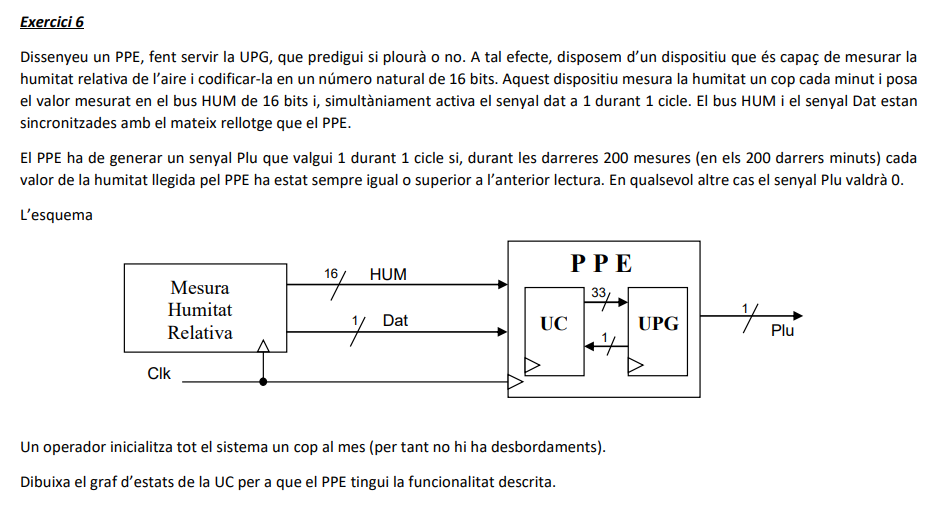 Exercici 6
Dissenyeu un PPE, fent servir la UPG, que predigui si plourà o no. A tal efecte, disposem d’un dispositiu que és capaç de mesurar la
humitat relativa de l’aire i codificar-la en un número natural de 16 bits. Aquest dispositiu mesura la humitat un cop cada minut i posa
el valor mesurat en el bus HUM de 16 bits i, simultàniament activa el senyal dat a 1 durant 1 cicle. El bus HUM i el senyal Dat estan
sincronitzades amb el mateix rellotge que el PPE.
El PPE ha de generar un senyal Plu que valgui 1 durant 1 cicle si, durant les darreres 200 mesures (en els 200 darrers minuts) cada
valor de la humitat llegida pel PPE ha estat sempre igual o superior a l’anterior lectura. En qualsevol altre cas el senyal Plu valdrà 0.
L’esquema
PPE
16 HUM
33
Mesura
Humitat
Relativa
1 Dat
UC
UPG
1
1
Plu
Clk
Un operador inicialitza tot el sistema un cop al mes (per tant no hi ha desbordaments).
Dibuixa el graf d’estats de la UC per a que el PPE tingui la funcionalitat descrita.